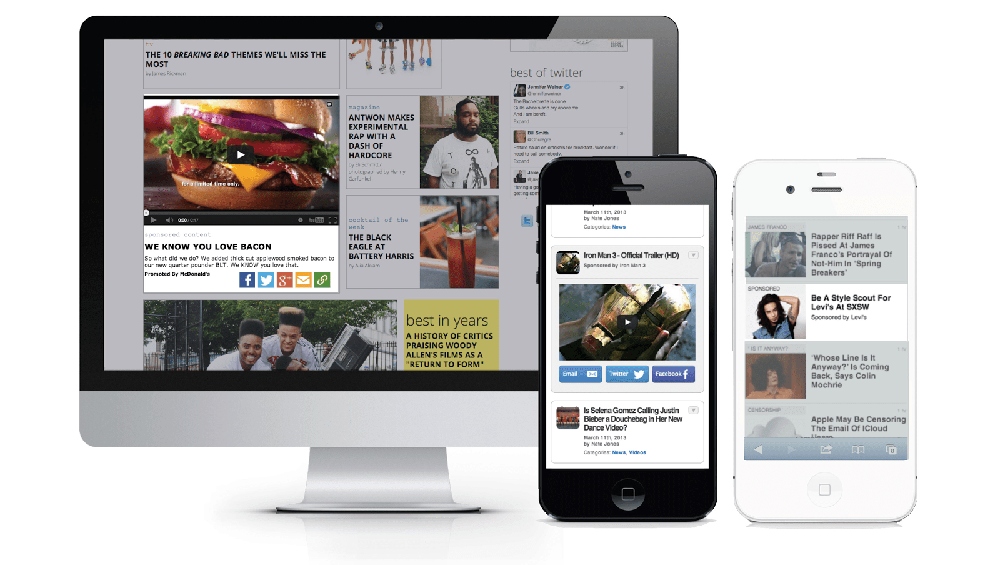 tv
THE 10 BREAKING BAD THEMES WE'LL MISS THE
MOST
by James Rickman
for a limited time only.
0:00 / 0:17
YouTube
sponsored content
WE KNOW YOU LOVE BACON
So what did we do? We added thick cut applewood smoked bacon to
our new quarter pounder BLT. We KNOW you love that.
Promoted By McDonald's
g+
magazine
ANTWON MAKES
EXPERIMENTAL
RAP WITH A
DASH OF
HARDCORE
by Eli Schmitt /
photographed by Henny
Garfunkel
cocktail of the
week
THE BLACK
EAGLE AT
BATTERY HARRIS
by Alia Akkam
best in years
A HISTORY OF CRITICS
PRAISING WOODY
ALLEN'S FILMS AS A
"RETURN TO FORM"
best of twitter
Jennifer Weiner 3h
@jenniferweiner
The Bachelorette is done
Gulls wheels and cry above me
And I am bereft.
Expand
Bill Smith 3h
@Chulegre
Potato salad on crackers for breakfast. Wonder if I
need to call somebody.
Expand
Jake
Having a
getting
March 11th, 2013
by Nate Jones
Categories: News
Iron Man 3 - Official Trailer (HD)
Sponsored by Iron Man 3
Email
Twitter
Facebook
Is Selena Gomez Calling Justin
Bieber a Douchebag in Her New
Dance Video?
March 11th, 2013
by Nate Jones
Categories: News, Videos
JAMES FRANCO 1 hr
Rapper Riff Raff Is
Pissed At James
Franco's Portrayal Of
Not-Him In 'Spring
Breakers'
SPONSORED
Be A Style Scout For
Levi's At SXSW
Sponsored by Levi's
' IS IT ANYWAY? 1 hr
'Whose Line Is It
Anyway?' Is Coming
Back, Says Colin
Mochrie
CENSORSHIP 1 hr
Apple May Be Censoring
The Email Of ICloud
8